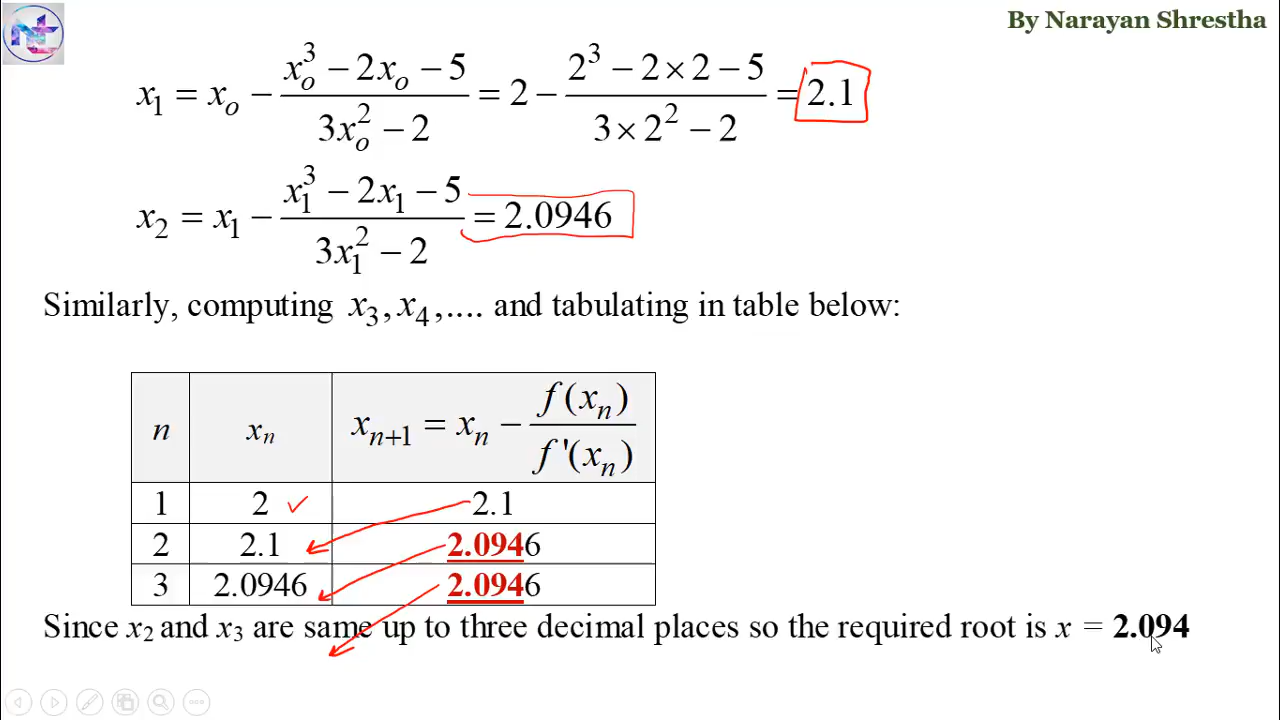 By Narayan Shrestha
x₁ = xₒ − (xₒ³ − 2xₒ − 5)/(3xₒ² − 2) = 2 − (2³ − 2×2 − 5)/(3×2² − 2) = 2.1
x₂ = x₁ − (x₁³ − 2x₁ − 5)/(3x₁² − 2) = 2.0946
Similarly, computing x₃, x₄, .... and tabulating in table below:
n xₙ xₙ₊₁ = xₙ − f(xₙ)/f'(xₙ)
1 2 2.1
2 2.1 2.0946
3 2.0946 2.0946
Since x₂ and x₃ are same up to three decimal places so the required root is x = 2.094